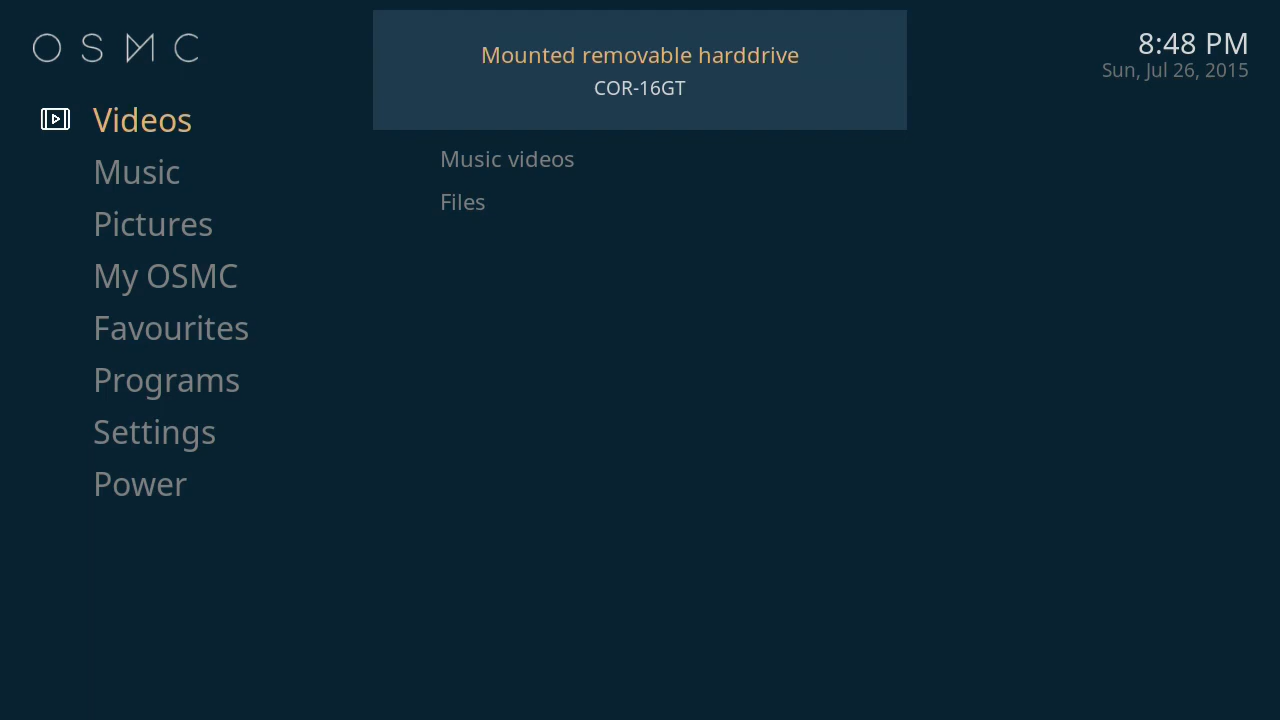 OSMC
Mounted removable harddrive
COR-16GT
8:48 PM
Sun, Jul 26, 2015
Videos
Music
Pictures
My OSMC
Favourites
Programs
Settings
Power
Music videos
Files